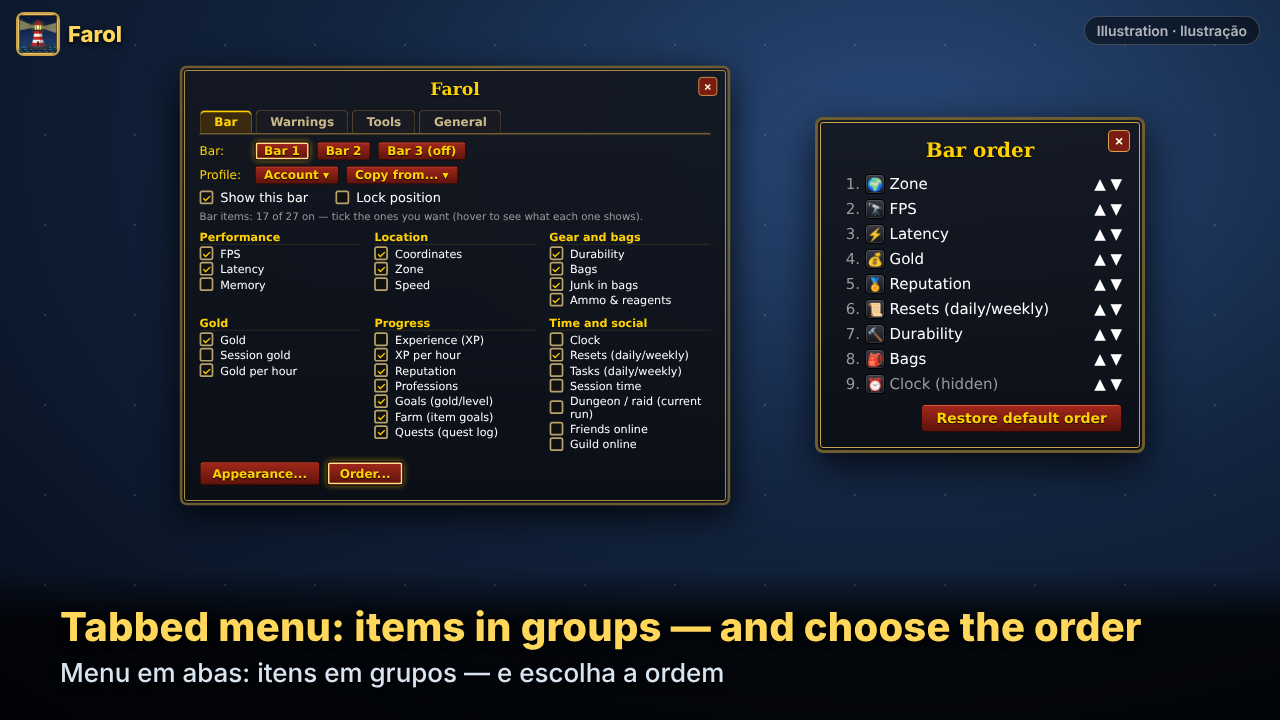 Farol
Illustration · Ilustração
Farol
×
Bar
Warnings
Tools
General
Bar:
Bar 1
Bar 2
Bar 3 (off)
Profile:
Account ▾
Copy from... ▾
Show this bar
Lock position
Bar items: 17 of 27 on — tick the ones you want (hover to see what each one shows).
Performance
FPS
Latency
Memory
Location
Coordinates
Zone
Speed
Gear and bags
Durability
Bags
Junk in bags
Ammo & reagents
Gold
Gold
Session gold
Gold per hour
Progress
Experience (XP)
XP per hour
Reputation
Professions
Goals (gold/level)
Farm (item goals)
Quests (quest log)
Time and social
Clock
Resets (daily/weekly)
Tasks (daily/weekly)
Session time
Dungeon / raid (current
run)
Friends online
Guild online
Appearance...
Order...
Bar order
×
1. Zone ▲▼
2. FPS ▲▼
3. Latency ▲▼
4. Gold ▲▼
5. Reputation ▲▼
6. Resets (daily/weekly) ▲▼
7. Durability ▲▼
8. Bags ▲▼
9. Clock (hidden) ▲▼
Restore default order
Tabbed menu: items in groups — and choose the order
Menu em abas: itens em grupos — e escolha a ordem